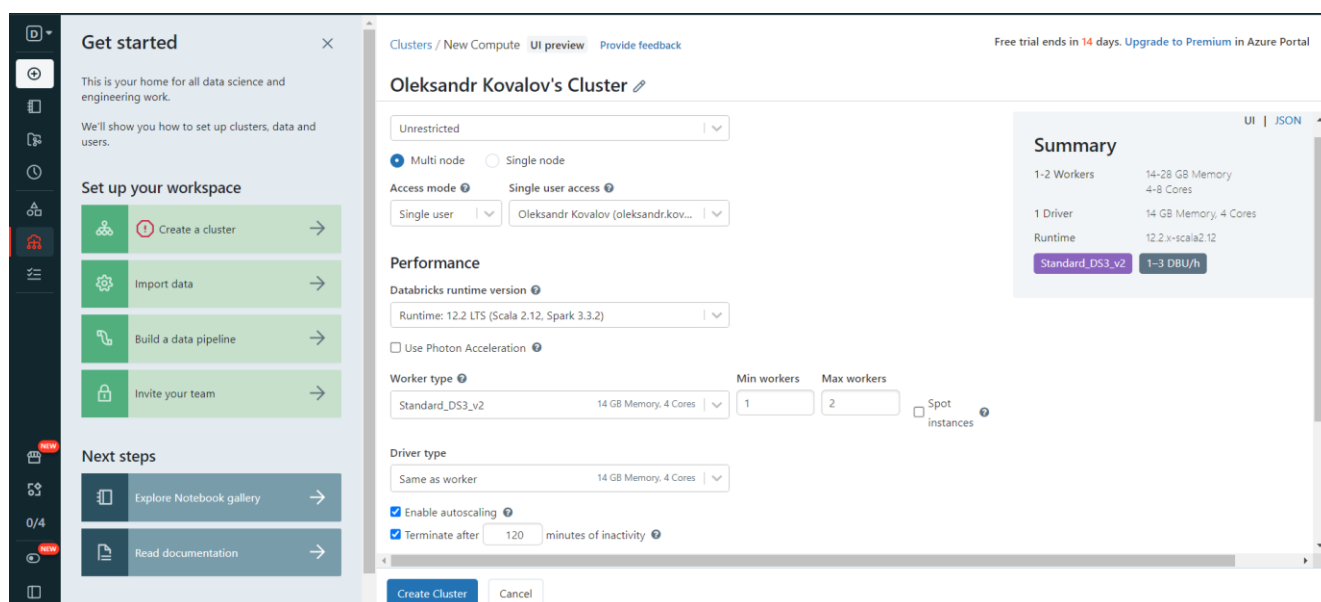 D
Get started
This is your home for all data science and
engineering work.
We'll show you how to set up clusters, data and
users.
Set up your workspace
Create a cluster
Import data
Build a data pipeline
Invite your team
Next steps
Explore Notebook gallery
Read documentation
NEW
0/4
NEW
Clusters / New Compute UI preview Provide feedback
Free trial ends in 14 days. Upgrade to Premium in Azure Portal
Oleksandr Kovalov's Cluster
Unrestricted
Multi node Single node
Access mode Single user access
Single user Oleksandr Kovalov (oleksandr.kov...
Performance
Databricks runtime version
Runtime: 12.2 LTS (Scala 2.12, Spark 3.3.2)
Use Photon Acceleration
Worker type Min workers Max workers
Standard_DS3_v2 14 GB Memory, 4 Cores 1 2 Spot
instances
Driver type
Same as worker 14 GB Memory, 4 Cores
Enable autoscaling
Terminate after 120 minutes of inactivity
Create Cluster Cancel
UI | JSON
Summary
1-2 Workers 14-28 GB Memory
4-8 Cores
1 Driver 14 GB Memory, 4 Cores
Runtime 12.2.x-scala2.12
Standard_DS3_v2 1–3 DBU/h